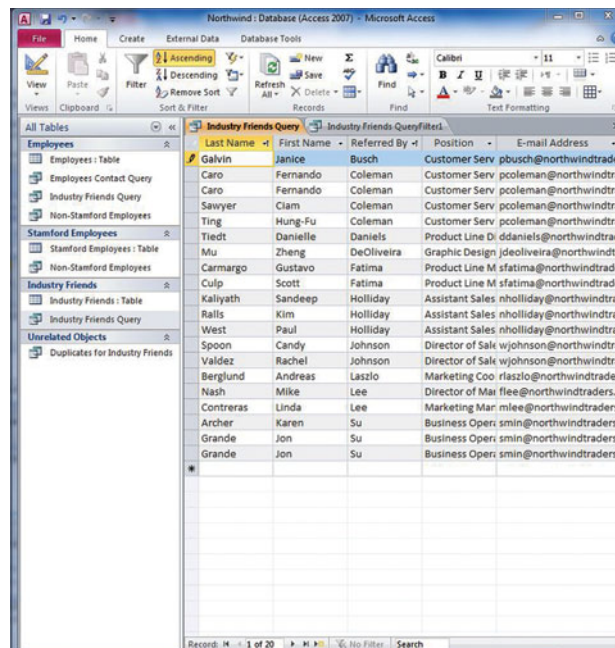 Northwind : Database (Access 2007) - Microsoft Access
File Home Create External Data Database Tools
View
Views
Paste
Clipboard
Filter
Ascending
Descending
Remove Sort
Sort & Filter
Refresh All
New
Save
Delete
Records
Find
Find
Calibri 11
B I U
A
Text Formatting
All Tables
Employees
Employees : Table
Employees Contact Query
Industry Friends Query
Non-Stamford Employees
Stamford Employees
Stamford Employees : Table
Non-Stamford Employees
Industry Friends
Industry Friends : Table
Industry Friends Query
Unrelated Objects
Duplicates for Industry Friends
Industry Friends Query Industry Friends QueryFilter1
Last Name First Name Referred By Position E-mail Address
Galvin Janice Busch Customer Serv pbusch@northwindtrade
Caro Fernando Coleman Customer Serv pcoleman@northwindtr
Caro Fernando Coleman Customer Serv pcoleman@northwindtr
Sawyer Ciam Coleman Customer Serv pcoleman@northwindtr
Ting Hung-Fu Coleman Customer Serv pcoleman@northwindtr
Tiedt Danielle Daniels Product Line Di ddaniels@northwindtrad
Mu Zheng DeOliveira Graphic Design jdeoliveira@northwindt
Carmargo Gustavo Fatima Product Line M sfatima@northwindtrad
Culp Scott Fatima Product Line M sfatima@northwindtrad
Kaliyath Sandeep Holliday Assistant Sales nholliday@northwindtra
Ralls Kim Holliday Assistant Sales nholliday@northwindtra
West Paul Holliday Assistant Sales nholliday@northwindtra
Spoon Candy Johnson Director of Sale wjohnson@northwindtr
Valdez Rachel Johnson Director of Sale wjohnson@northwindtr
Berglund Andreas Laszlo Marketing Coo rlaszlo@northwindtrade
Nash Mike Lee Director of Mar flee@northwindtraders.
Contreras Linda Lee Marketing Mar mlee@northwindtraders
Archer Karen Su Business Opera smin@northwindtraders
Grande Jon Su Business Opera smin@northwindtraders
Grande Jon Su Business Opera smin@northwindtraders
Record: 1 of 20 No Filter Search